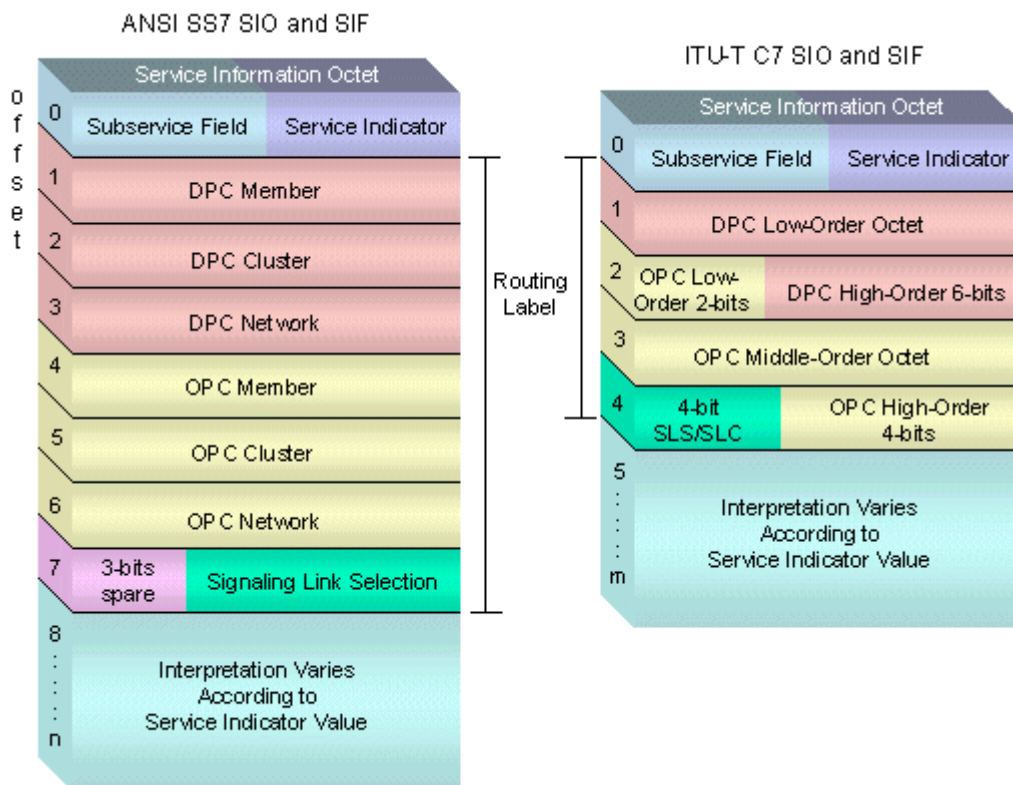 ANSI SS7 SIO and SIF
offset
Service Information Octet
0
Subservice Field
Service Indicator
1
DPC Member
2
DPC Cluster
3
DPC Network
4
OPC Member
5
OPC Cluster
6
OPC Network
7
3-bits
spare
Signaling Link Selection
8
:
:
:
n
Interpretation Varies
According to
Service Indicator Value
Routing
Label
ITU-T C7 SIO and SIF
Service Information Octet
0
Subservice Field
Service Indicator
1
DPC Low-Order Octet
2
OPC Low-
Order 2-bits
DPC High-Order 6-bits
3
OPC Middle-Order Octet
4
4-bit
SLS/SLC
OPC High-Order
4-bits
5
:
:
:
m
Interpretation Varies
According to
Service Indicator Value